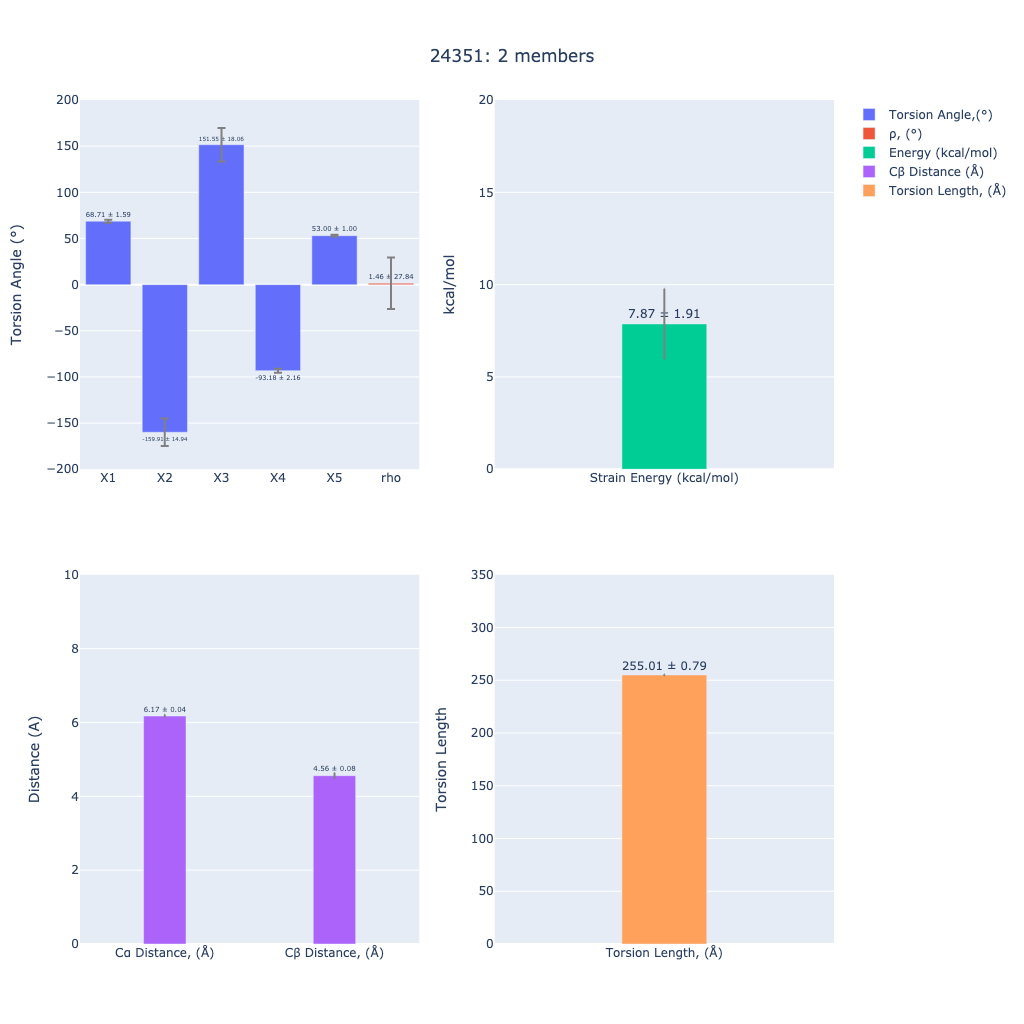 24351: 2 members
200
150
100
50
0
−50
−100
−150
−200
Torsion Angle (°)
68.71 ± 1.59
-159.91 ± 14.94
151.55 ± 18.06
-93.18 ± 2.16
53.00 ± 1.00
1.46 ± 27.84
X1 X2 X3 X4 X5 rho
20
15
10
5
0
kcal/mol
7.87 ± 1.91
Strain Energy (kcal/mol)
Torsion Angle,(°)
ρ, (°)
Energy (kcal/mol)
Cβ Distance (Å)
Torsion Length, (Å)
10
8
6
4
2
0
Distance (A)
6.17 ± 0.04
4.56 ± 0.08
Cα Distance, (Å) Cβ Distance, (Å)
350
300
250
200
150
100
50
0
Torsion Length
255.01 ± 0.79
Torsion Length, (Å)